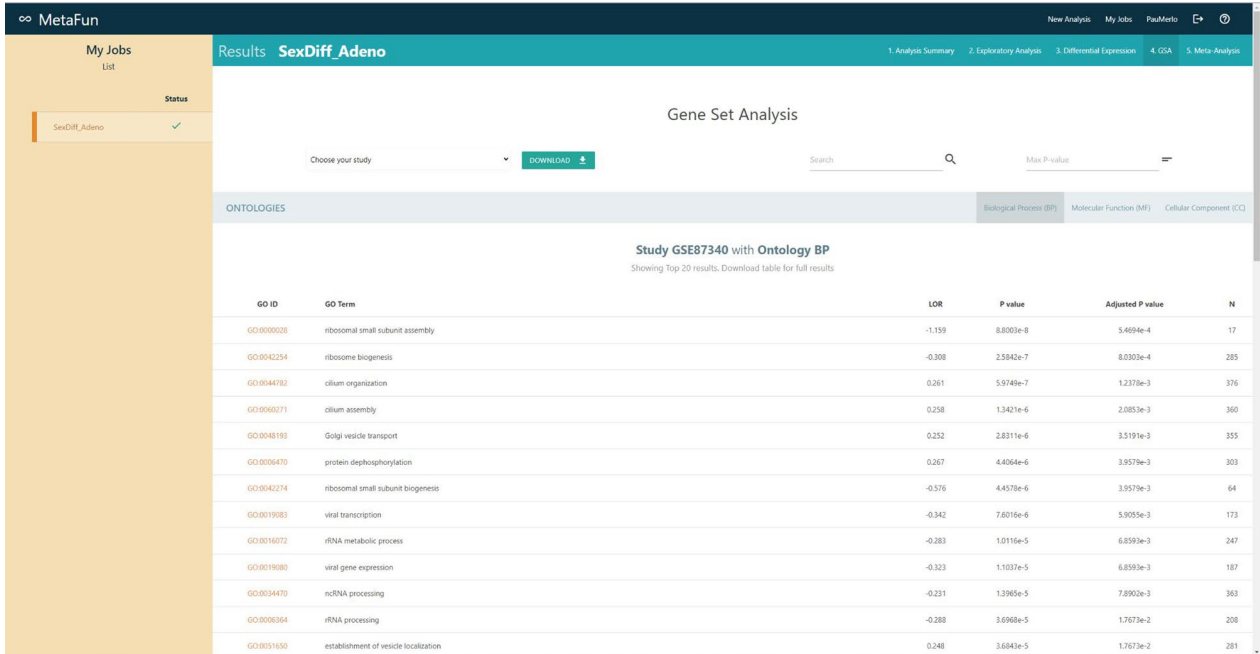 MetaFun
New Analysis My Jobs PauMerlo
My Jobs
List
Status
SexDiff_Adeno
Results SexDiff_Adeno
1. Analysis Summary 2. Exploratory Analysis 3. Differential Expression 4. GSA 5. Meta-Analysis
Gene Set Analysis
Choose your study DOWNLOAD Search Max P-value
ONTOLOGIES Biological Process (BP) Molecular Function (MF) Cellular Component (CC)
Study GSE87340 with Ontology BP
Showing Top 20 results. Download table for full results
GO ID GO Term LOR P value Adjusted P value N
GO:0000028 ribosomal small subunit assembly -1.159 8.8003e-8 5.4694e-4 17
GO:0042254 ribosome biogenesis -0.308 2.5842e-7 8.0303e-4 285
GO:0044782 cilium organization 0.261 5.9749e-7 1.2378e-3 376
GO:0060271 cilium assembly 0.258 1.3421e-6 2.0853e-3 360
GO:0048193 Golgi vesicle transport 0.252 2.8311e-6 3.5191e-3 355
GO:0006470 protein dephosphorylation 0.267 4.4064e-6 3.9579e-3 303
GO:0042274 ribosomal small subunit biogenesis -0.576 4.4578e-6 3.9579e-3 64
GO:0019083 viral transcription -0.342 7.6016e-6 5.9055e-3 173
GO:0016072 rRNA metabolic process -0.283 1.0116e-5 6.8593e-3 247
GO:0019080 viral gene expression -0.323 1.1037e-5 6.8593e-3 187
GO:0034470 ncRNA processing -0.231 1.3965e-5 7.8902e-3 363
GO:0006364 rRNA processing -0.288 3.6968e-5 1.7673e-2 208
GO:0051650 establishment of vesicle localization 0.248 3.6843e-5 1.7673e-2 281